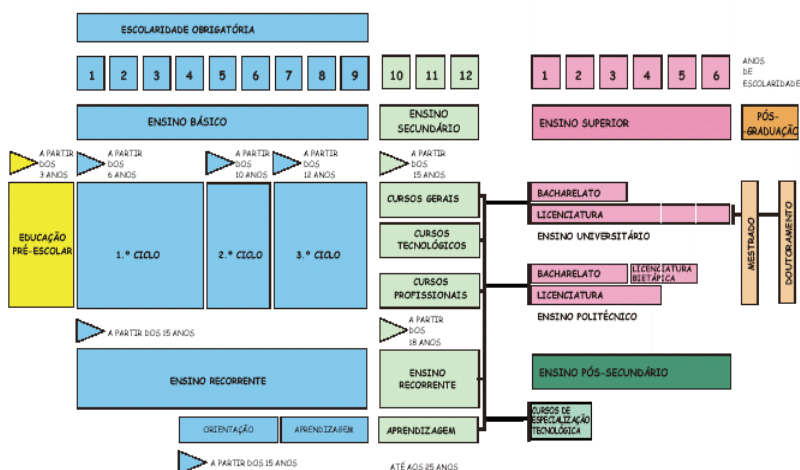 ESCOLARIDADE OBRIGATÓRIA
1 2 3 4 5 6 7 8 9 10 11 12 1 2 3 4 5 6
ANOS
DE
ESCOLARIDADE
ENSINO BÁSICO
ENSINO
SECUNDÁRIO
ENSINO SUPERIOR
PÓS-
-GRADUAÇÃO
A PARTIR
DOS
3 ANOS
A PARTIR
DOS
6 ANOS
A PARTIR
DOS
10 ANOS
A PARTIR
DOS
12 ANOS
A PARTIR
DOS
15 ANOS
EDUCAÇÃO
PRÉ-ESCOLAR
1.º CICLO
2.º CICLO
3.º CICLO
CURSOS GERAIS
CURSOS
TECNOLÓGICOS
CURSOS
PROFISSIONAIS
BACHARELATO
LICENCIATURA
ENSINO UNIVERSITÁRIO
BACHARELATO
LICENCIATURA
BIETÁPICA
LICENCIATURA
ENSINO POLITÉCNICO
MESTRADO
DOUTORAMENTO
A PARTIR DOS 15 ANOS
A PARTIR
DOS
18 ANOS
ENSINO RECORRENTE
ENSINO
RECORRENTE
ENSINO PÓS-SECUNDÁRIO
ORIENTAÇÃO
APRENDIZAGEM
APRENDIZAGEM
CURSOS DE
ESPECIALIZAÇÃO
TECNOLÓGICA
A PARTIR DOS 15 ANOS
ATÉ AOS 25 ANOS